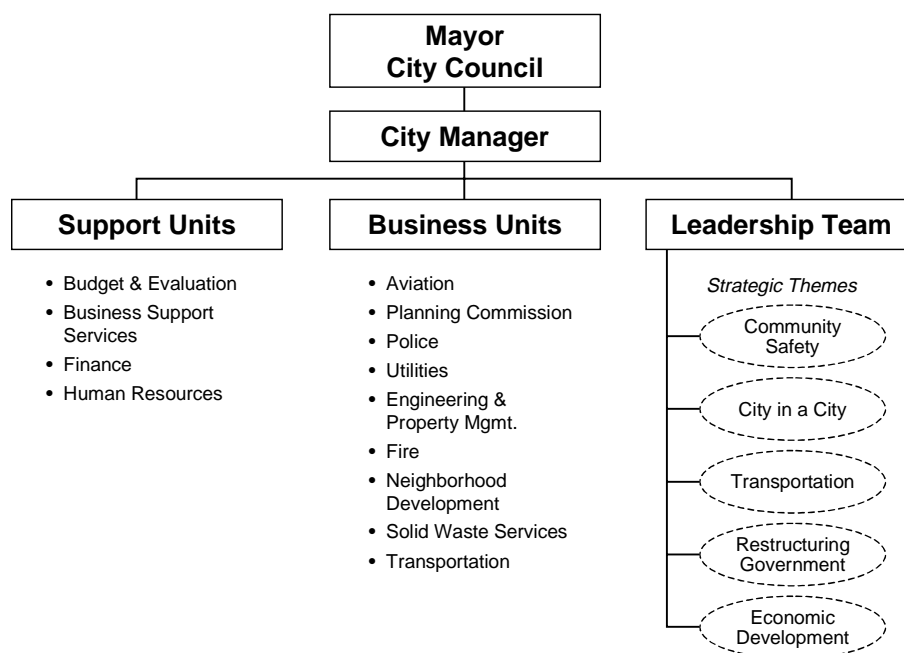 Mayor
City Council
City Manager
Support Units
• Budget & Evaluation
• Business Support
Services
• Finance
• Human Resources
Business Units
• Aviation
• Planning Commission
• Police
• Utilities
• Engineering &
Property Mgmt.
• Fire
• Neighborhood
Development
• Solid Waste Services
• Transportation
Leadership Team
Strategic Themes
Community
Safety
City in a City
Transportation
Restructuring
Government
Economic
Development